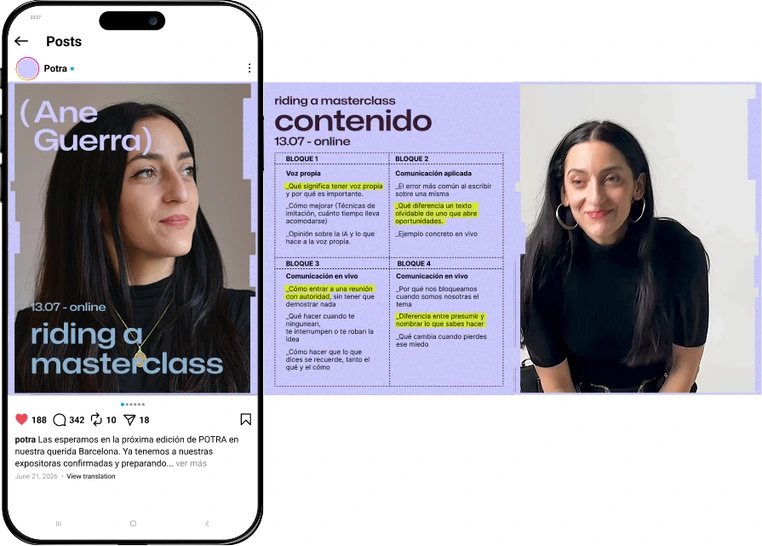 22:27
Posts
Potra
(Ane
Guerra)
13.07 - online
riding a
masterclass
188
342
10
18
potra Las esperamos en la próxima edición de POTRA en
nuestra querida Barcelona. Ya tenemos a nuestras
expositoras confirmadas y preparando... ver más
June 21, 2026 · View translation
riding a masterclass
contenido
13.07 - online
BLOQUE 1
Voz propia
_Qué significa tener voz propia
y por qué es importante.
_Cómo mejorar (Técnicas de
imitación, cuánto tiempo lleva
acomodarse)
_Opinión sobre la IA y lo que
hace a la voz propia.
BLOQUE 2
Comunicación aplicada
_El error más común al escribir
sobre una misma
_Qué diferencia un texto
olvidable de uno que abre
oportunidades.
_Ejemplo concreto en vivo
BLOQUE 3
Comunicación en vivo
_Cómo entrar a una reunión
con autoridad, sin tener que
demostrar nada
_Qué hacer cuando te
ningunean,
te interrumpen o te roban la
idea
_Cómo hacer que lo que
dices se recuerde, tanto el
qué y el cómo
BLOQUE 4
Comunicación en vivo
_Por qué nos bloqueamos
cuando somos nosotras el
tema
_Diferencia entre presumir y
nombrar lo que sabes hacer
_Qué cambia cuando pierdes
ese miedo